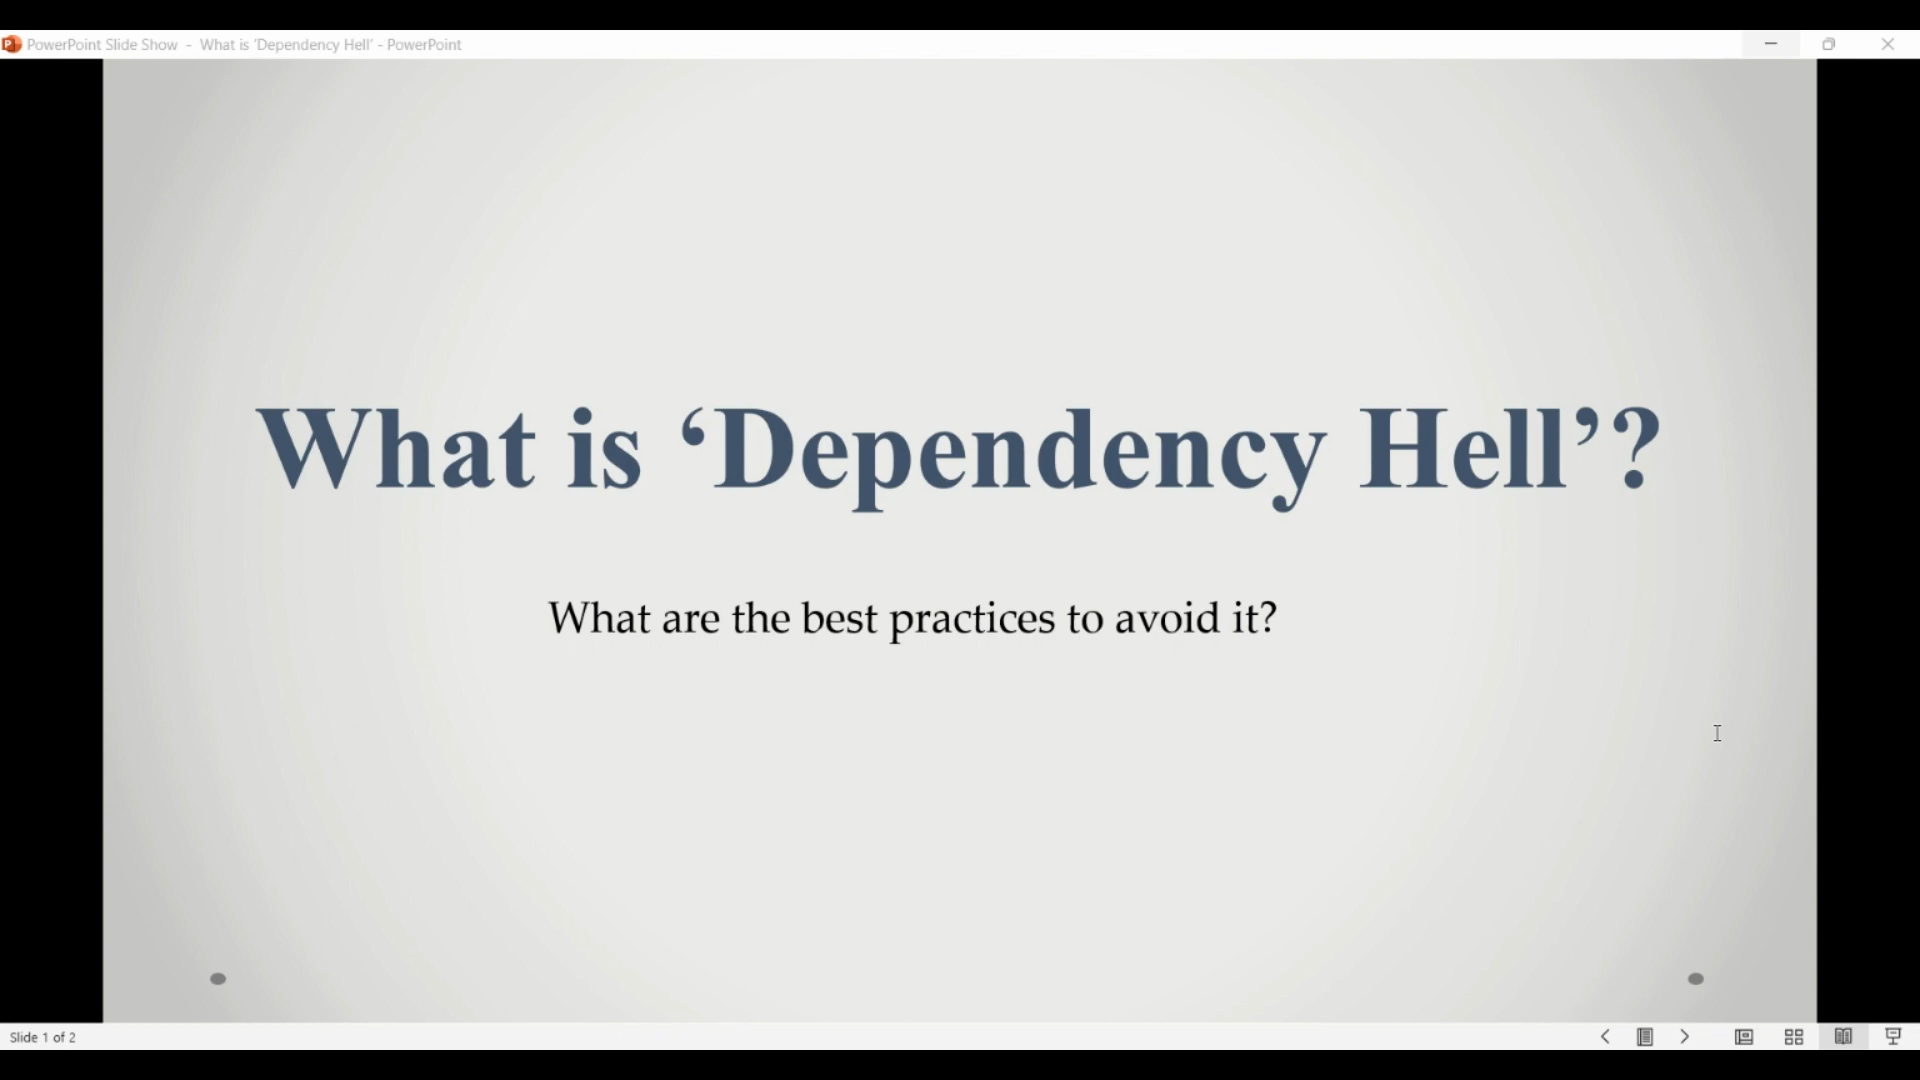 PowerPoint Slide Show - What is 'Dependency Hell' - PowerPoint
What is ‘Dependency Hell’?
What are the best practices to avoid it?
Slide 1 of 2